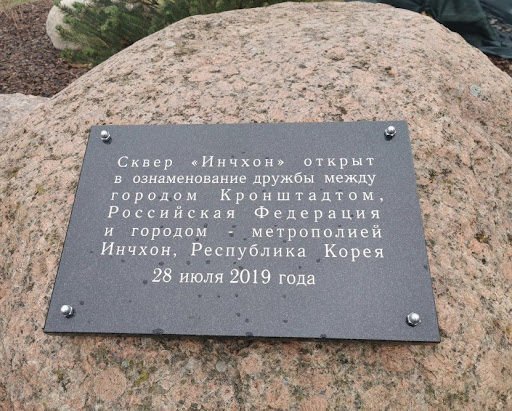 Сквер «Инчхон» открыт
в ознаменование дружбы между
городом Кронштадтом,
Российская Федерация
и городом - метрополией
Инчхон, Республика Корея
28 июля 2019 года